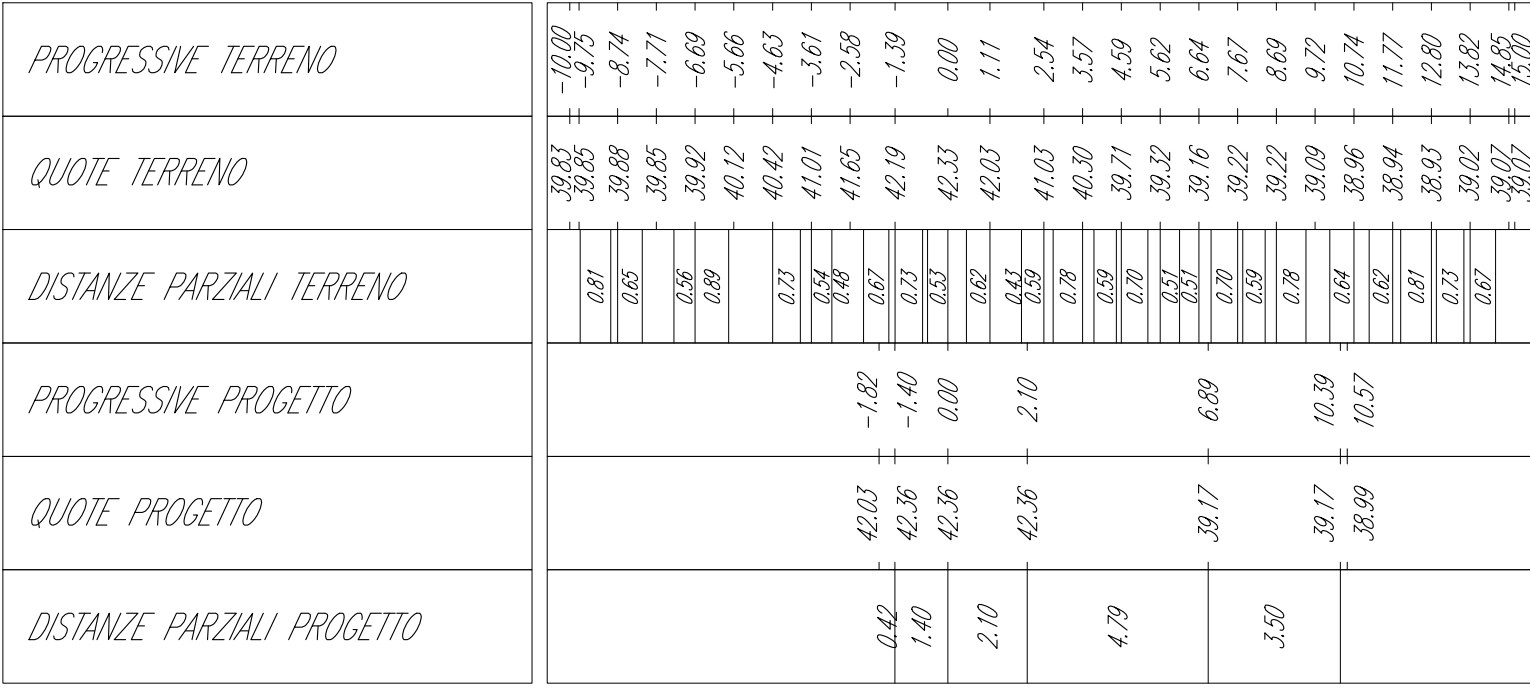 PROGRESSIVE TERRENO -10.00 -9.75 -8.74 -7.71 -6.69 -5.66 -4.63 -3.61 -2.58 -1.39 0.00 1.11 2.54 3.57 4.59 5.62 6.64 7.67 8.69 9.72 10.74 11.77 12.80 13.82 14.85 15.00
QUOTE TERRENO 39.83 39.85 39.88 39.85 39.92 40.12 40.42 41.01 41.65 42.19 42.33 42.03 41.03 40.30 39.71 39.32 39.16 39.22 39.22 39.09 38.96 38.94 38.93 39.02 39.07 39.07
DISTANZE PARZIALI TERRENO 0.81 0.65 0.56 0.89 0.73 0.54 0.48 0.67 0.73 0.53 0.62 0.43 0.59 0.78 0.59 0.70 0.51 0.51 0.70 0.59 0.78 0.64 0.62 0.81 0.73 0.67
PROGRESSIVE PROGETTO -1.82 -1.40 0.00 2.10 6.89 10.39 10.57
QUOTE PROGETTO 42.03 42.36 42.36 42.36 39.17 39.17 38.99
DISTANZE PARZIALI PROGETTO 0.42 1.40 2.10 4.79 3.50